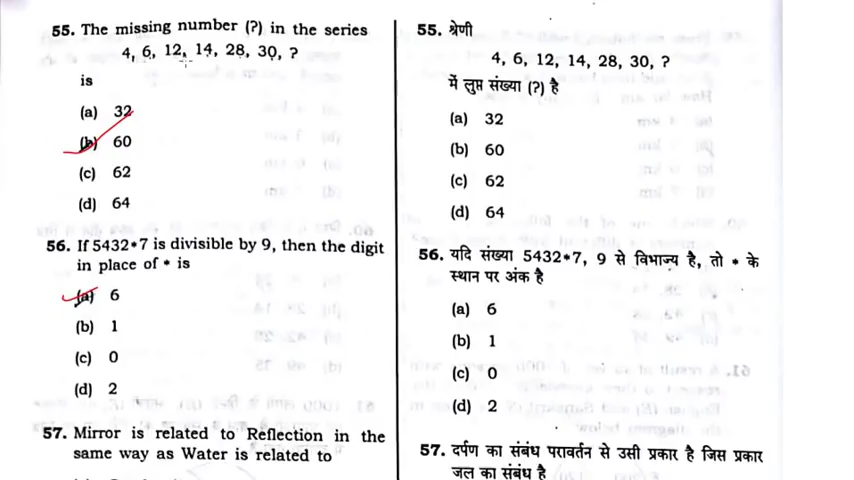 55. The missing number (?) in the series
4, 6, 12, 14, 28, 30, ?
is
(a) 32
(b) 60
(c) 62
(d) 64
56. If 5432*7 is divisible by 9, then the digit
in place of * is
(a) 6
(b) 1
(c) 0
(d) 2
57. Mirror is related to Reflection in the
same way as Water is related to
55. श्रेणी
4, 6, 12, 14, 28, 30, ?
में लुप्त संख्या (?) है
(a) 32
(b) 60
(c) 62
(d) 64
56. यदि संख्या 5432*7, 9 से विभाज्य है, तो * के
स्थान पर अंक है
(a) 6
(b) 1
(c) 0
(d) 2
57. दर्पण का संबंध परावर्तन से उसी प्रकार है जिस प्रकार
जल का संबंध है